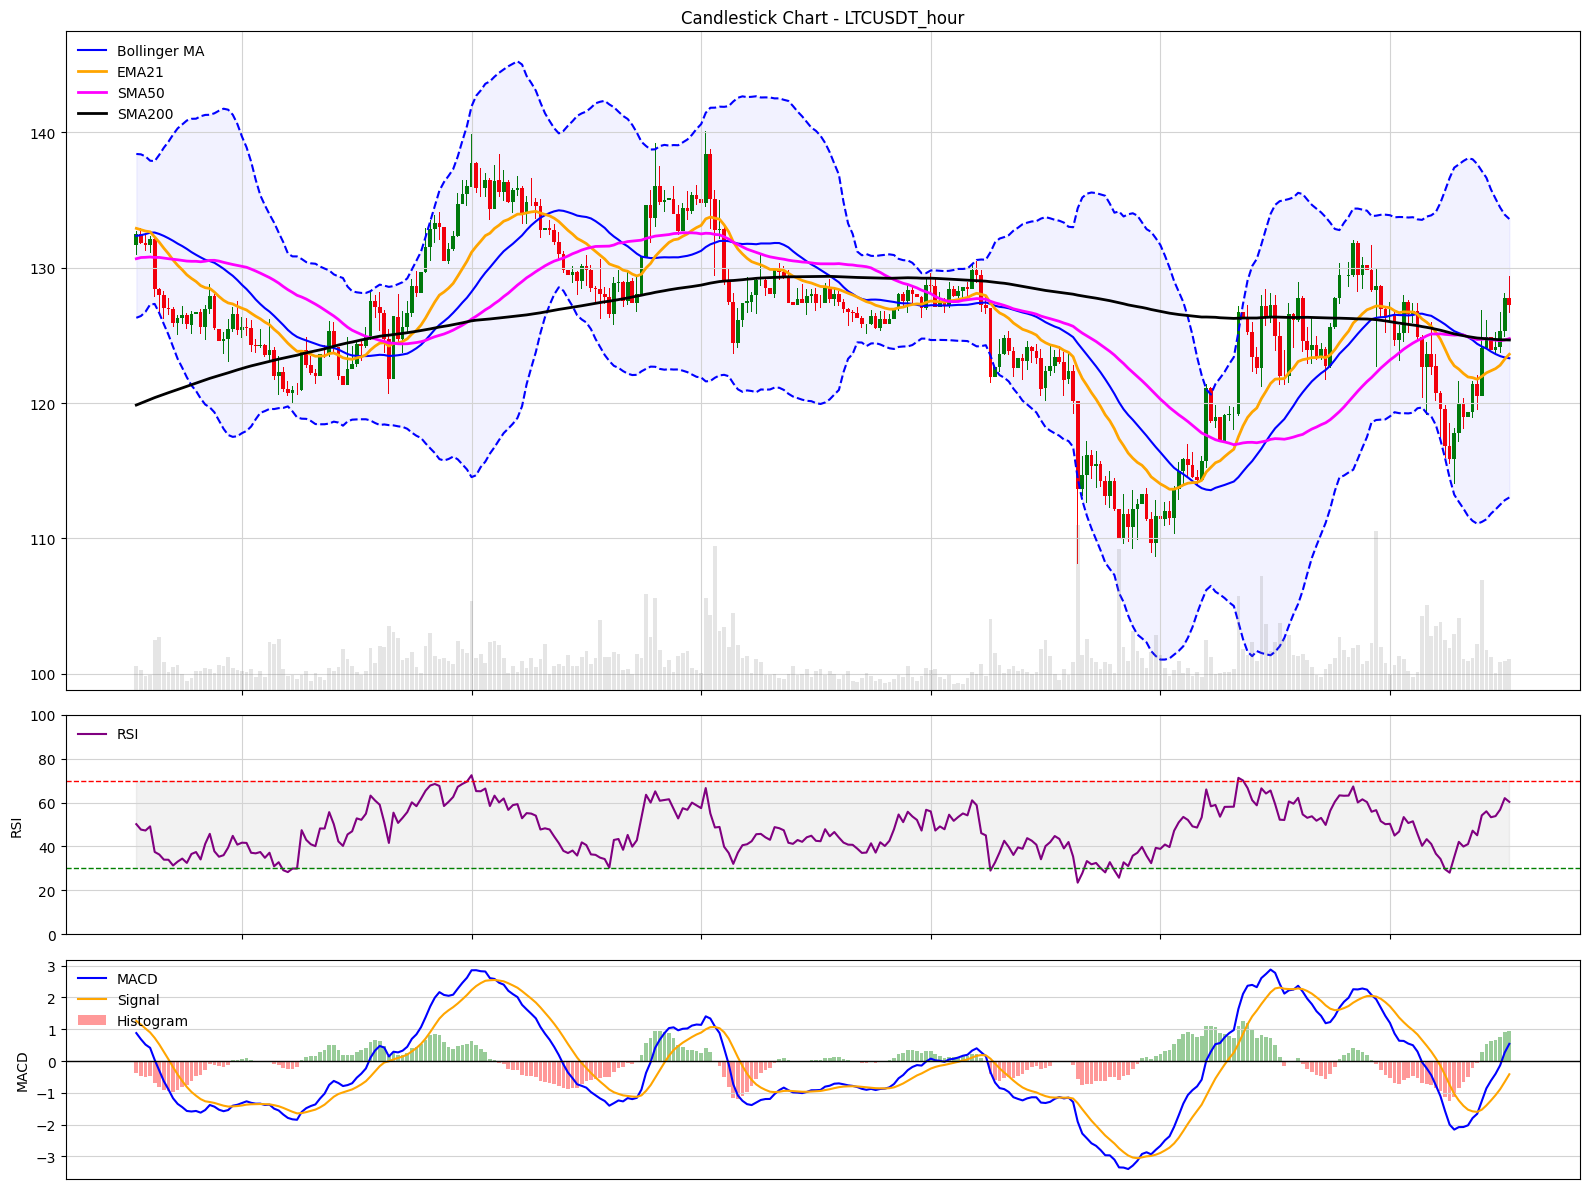 Candlestick Chart - LTCUSDT_hour
Bollinger MA
EMA21
SMA50
SMA200
140
130
120
110
100
100
RSI
80
60
RSI
40
20
0
3
MACD
2
Signal
1
Histogram
0
MACD
−1
−2
−3